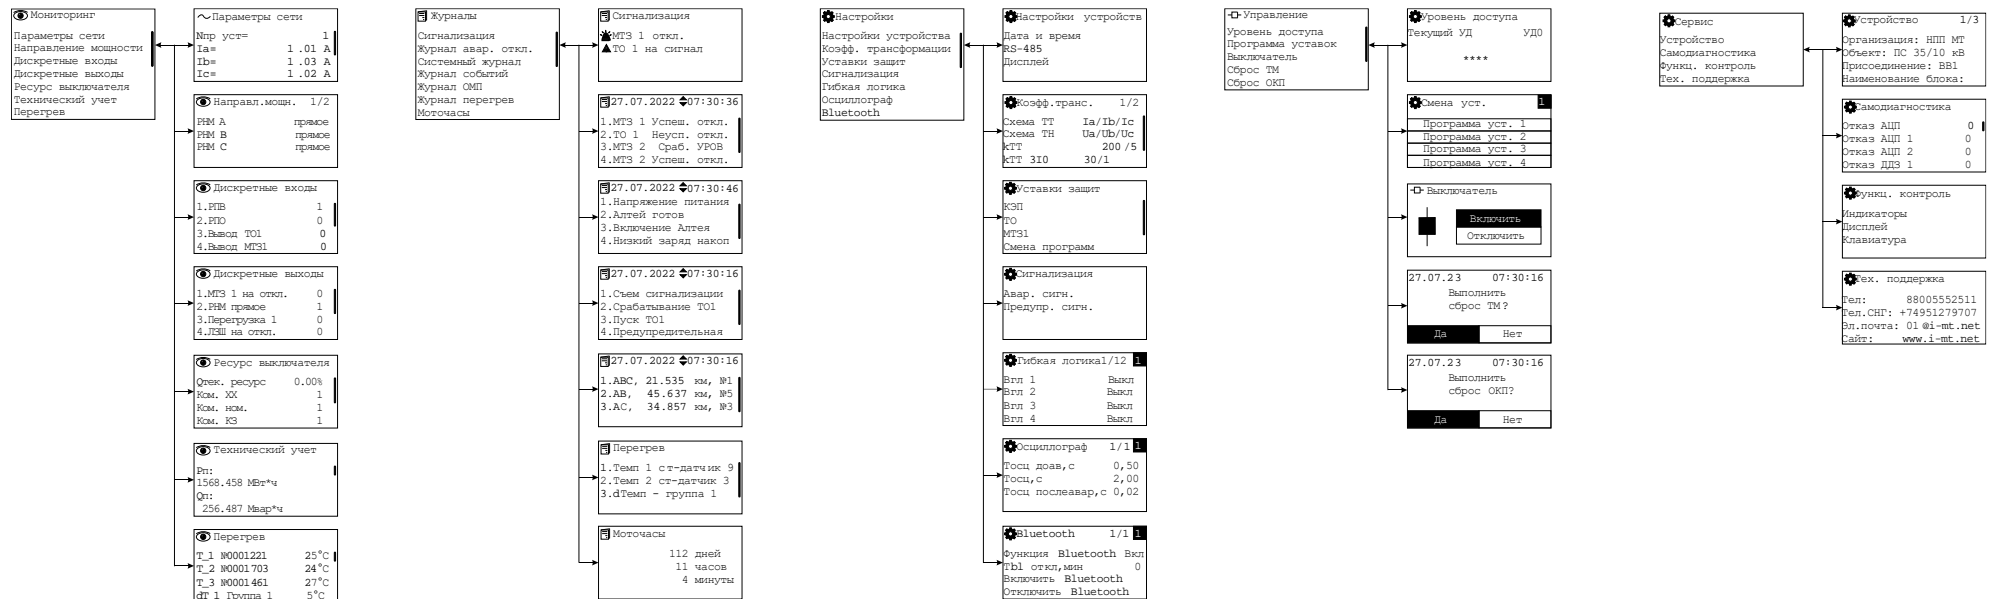 Мониторинг
Параметры сети
Направление мощности
Дискретные входы
Дискретные выходы
Ресурс выключателя
Технический учет
Перегрев
Параметры сети
Nпр уст= 1
Ia= 1.01 А
Ib= 1.03 А
Ic= 1.02 А
Направл.мощн. 1/2
РНМ A прямое
РНМ B прямое
РНМ C прямое
Дискретные входы
1.РПВ 1
2.РПО 0
3.Вывод ТО1 0
4.Вывод МТЗ1 0
Дискретные выходы
1.МТЗ 1 на откл. 0
2.РНМ прямое 1
3.Перегрузка 1 0
4.ЛЗШ на откл. 0
Ресурс выключателя
Qтек. ресурс 0.00%
Ком. ХХ 1
Ком. ном. 1
Ком. КЗ 1
Технический учет
Pп:
1568.458 МВт*ч
Qп:
256.487 Мвар*ч
Перегрев
T_1 №0001221 25°C
T_2 №0001703 24°C
T_3 №0001461 27°C
dT 1 Группа 1 5°C
Журналы
Сигнализация
Журнал авар. откл.
Системный журнал
Журнал событий
Журнал ОМП
Журнал перегрев
Моточасы
Сигнализация
МТЗ 1 откл.
ТО 1 на сигнал
27.07.2022 07:30:36
1.МТЗ 1 Успеш. откл.
2.ТО 1 Неусп. откл.
3.МТЗ 2 Сраб. УРОВ
4.МТЗ 2 Успеш. откл.
27.07.2022 07:30:46
1.Напряжение питания
2.Алтей готов
3.Включение Алтея
4.Низкий заряд накоп
27.07.2022 07:30:16
1.Съем сигнализации
2.Срабатывание ТО1
3.Пуск ТО1
4.Предупредительная
27.07.2022 07:30:16
1.АВС, 21.535 км, №1
2.АВ, 45.637 км, №5
3.АС, 34.857 км, №3
Перегрев
1.Темп 1 ст-датчик 9
2.Темп 2 ст-датчик 3
3.dТемп - группа 1
Моточасы
112 дней
11 часов
4 минуты
Настройки
Настройки устройства
Коэфф. трансформации
Уставки защит
Сигнализация
Гибкая логика
Осциллограф
Bluetooth
Настройки устройств
Дата и время
RS-485
Дисплей
Коэфф.транс. 1/2
Схема ТТ Ia/Ib/Ic
Схема ТН Ua/Ub/Uc
kТТ 200/5
kТТ 3I0 30/1
Уставки защит
КЭП
ТО
МТЗ1
Смена программ
Сигнализация
Авар. сигн.
Предупр. сигн.
Гибкая логика1/12 1
Вгл 1 Выкл
Вгл 2 Выкл
Вгл 3 Выкл
Вгл 4 Выкл
Осциллограф 1/1 1
Тосц доав,с 0,50
Тосц,с 2,00
Тосц послеавар,с 0,02
Bluetooth 1/1 1
Функция Bluetooth Вкл
Tbl откл,мин 0
Включить Bluetooth
Отключить Bluetooth
Управление
Уровень доступа
Программа уставок
Выключатель
Сброс ТМ
Сброс ОКП
Уровень доступа
Текущий УД УД0
****
Смена уст. 1
Программа уст. 1
Программа уст. 2
Программа уст. 3
Программа уст. 4
Выключатель
Включить
Отключить
27.07.23 07:30:16
Выполнить
сброс ТМ?
Да Нет
27.07.23 07:30:16
Выполнить
сброс ОКП?
Да Нет
Сервис
Устройство
Самодиагностика
Функц. контроль
Тех. поддержка
Устройство 1/3
Организация: НПП МТ
Объект: ПС 35/10 кВ
Присоединение: ВВ1
Наименование блока:
Самодиагностика
Отказ АЦП 0
Отказ АЦП 1 0
Отказ АЦП 2 0
Отказ ДДЗ 1 0
Функц. контроль
Индикаторы
Дисплей
Клавиатура
Тех. поддержка
Тел: 88005552511
Тел.СНГ: +74951279707
Эл.почта: 01@i-mt.net
Сайт: www.i-mt.net